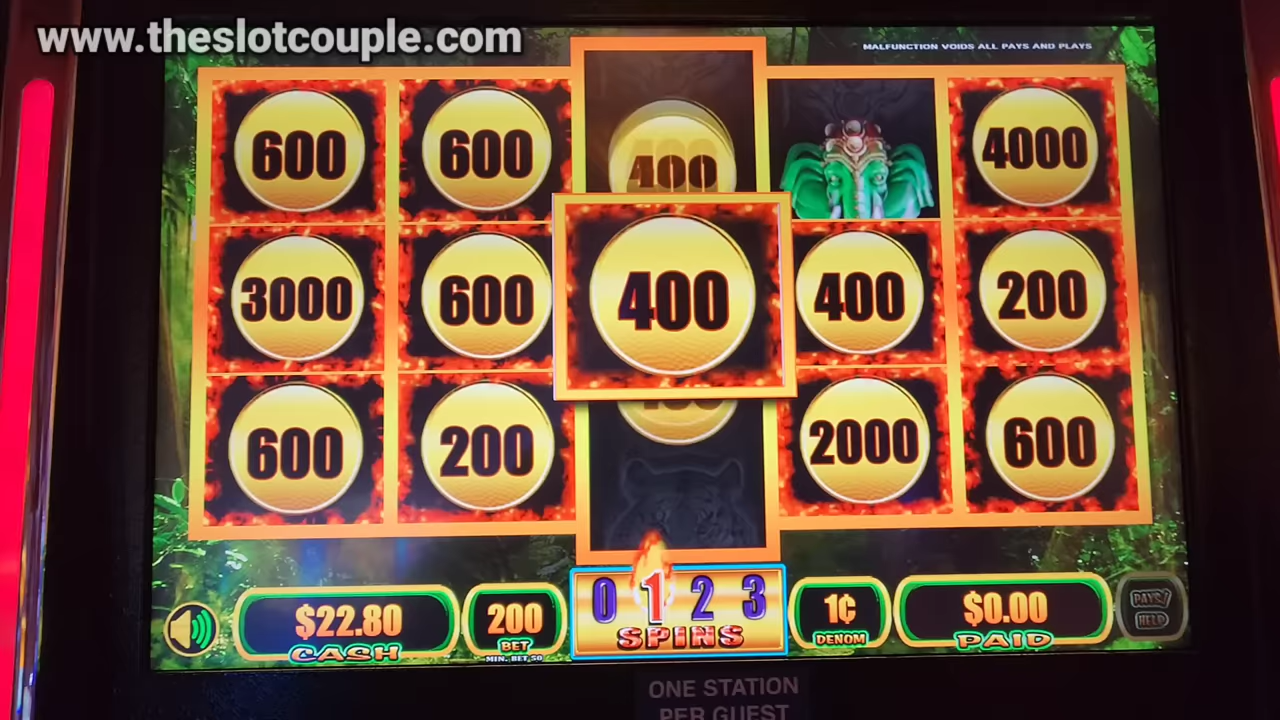 www.theslotcouple.com
MALFUNCTION VOIDS ALL PAYS AND PLAYS
600 600 400 4000
3000 600 400 400 200
600 200 2000 600
$22.80 CASH
200 BET
MIN. BET 50
0 1 2 3
SPINS
1¢ DENOM
$0.00 PAID
PAYS/
HELP
ONE STATION
PER GUEST